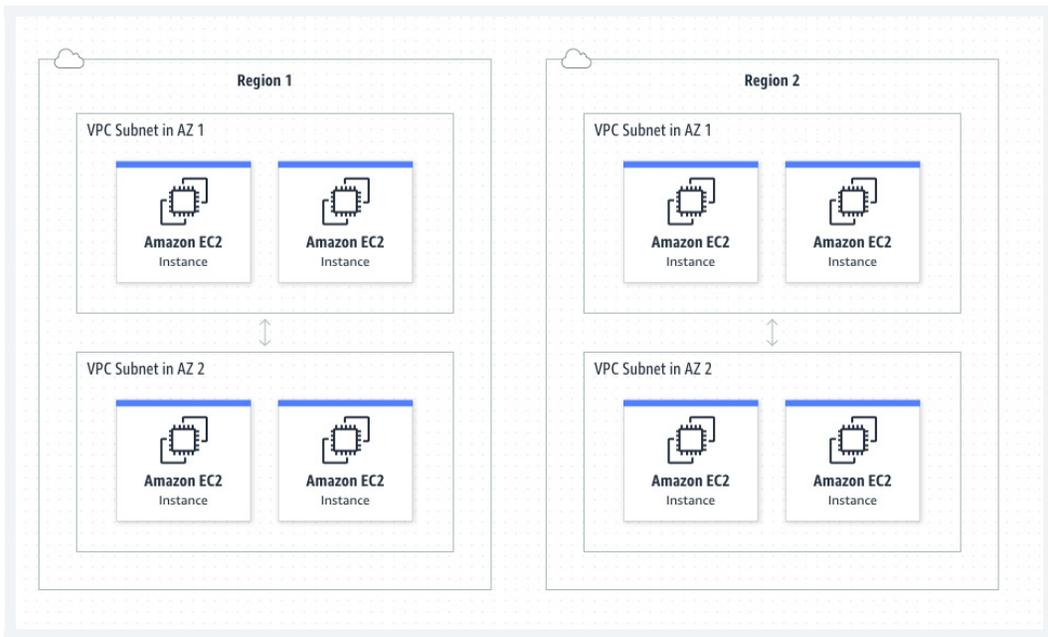 Region 1
VPC Subnet in AZ 1
Amazon EC2
Instance
Amazon EC2
Instance
VPC Subnet in AZ 2
Amazon EC2
Instance
Amazon EC2
Instance
Region 2
VPC Subnet in AZ 1
Amazon EC2
Instance
Amazon EC2
Instance
VPC Subnet in AZ 2
Amazon EC2
Instance
Amazon EC2
Instance